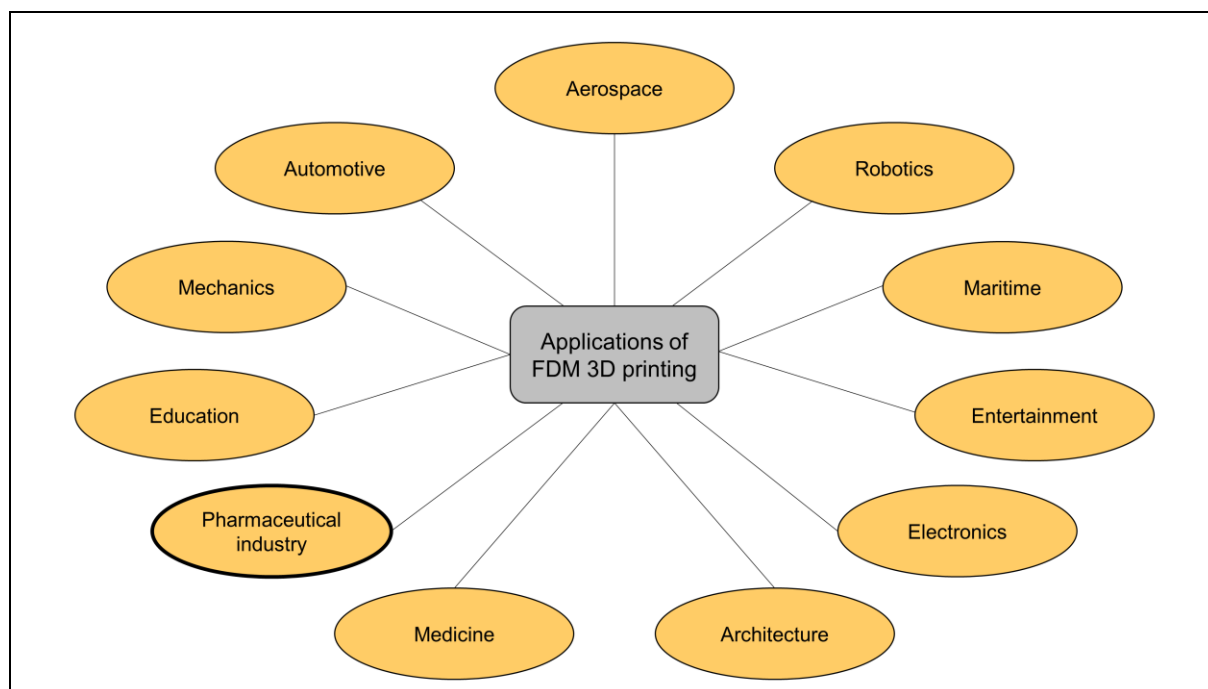 Aerospace
Automotive
Robotics
Mechanics
Maritime
Applications of
FDM 3D printing
Education
Entertainment
Pharmaceutical
industry
Electronics
Medicine
Architecture